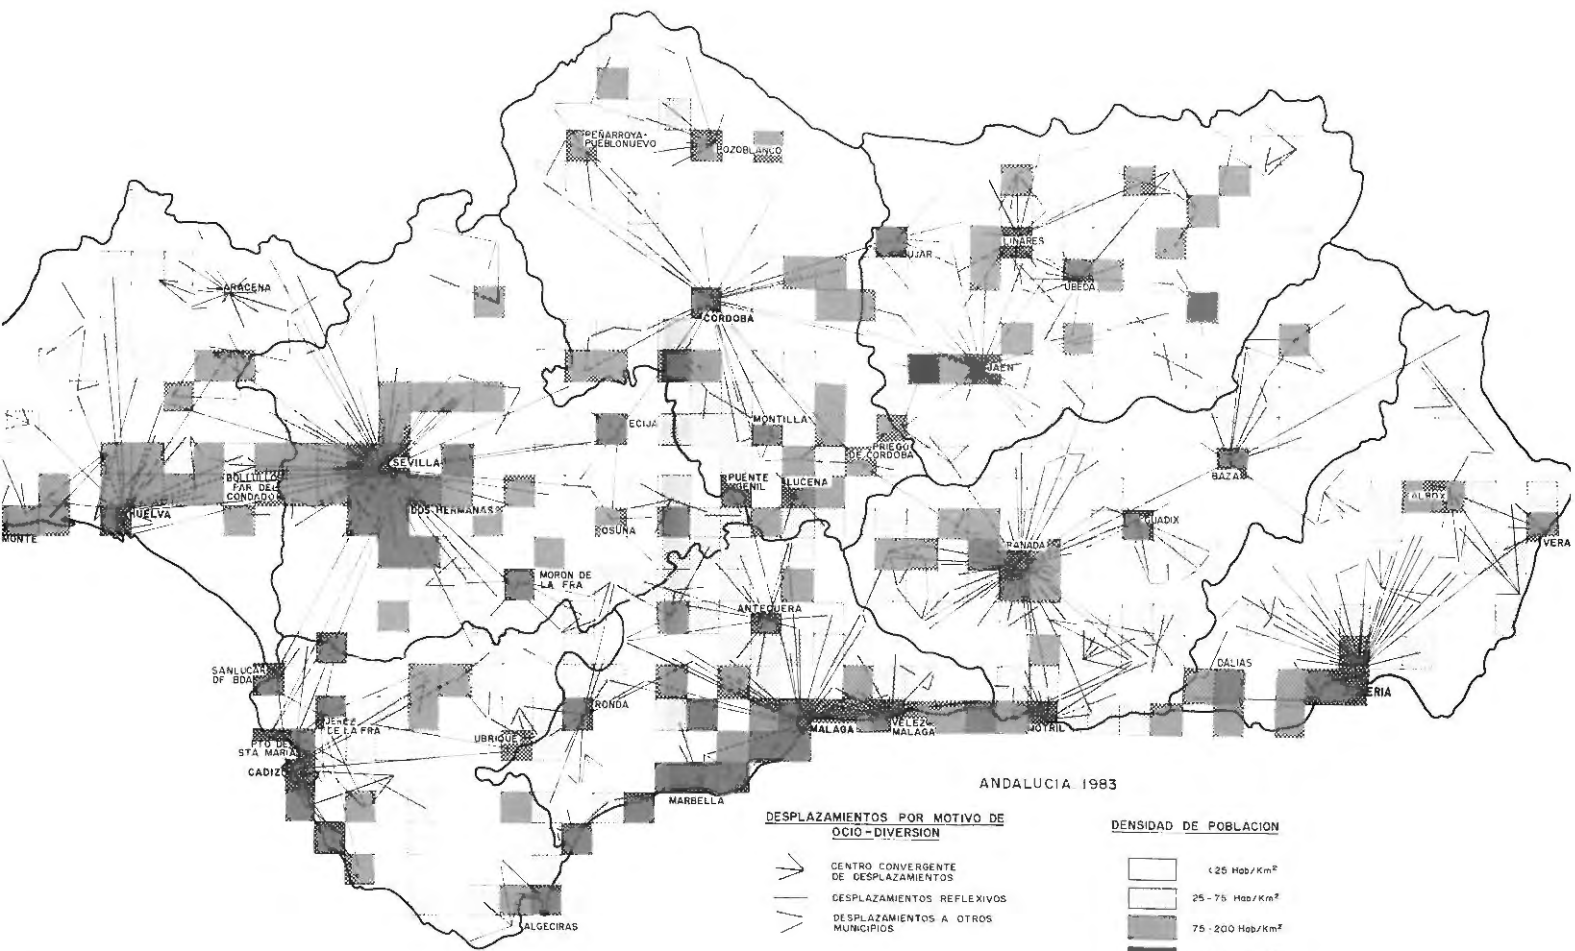 PEÑARROYA-
PUEBLONUEVO
POZOBLANCO
ARACENA
LINARES
UBEDA
CORDOBA
JAEN
ECIJA
MONTILLA
PRIEGO
DE CORDOBA
SEVILLA
BAZA
CONDADO
PUENTE
GENIL
LUCENA
ALBOX
HUELVA
DOS HERMANAS
OSUNA
GUADIX
MONTE
VERA
RANADA
MORON DE
LA FRA
ANTEQUERA
SANLUCAR
DE BDA
DALIAS
ERIA
RONDA
JEREZ
DE LA FRA
UBRIQUE
MALAGA
VELEZ-
MALAGA
MOTRIL
PTO DE
STA MARIA
CADIZ
MARBELLA
ALGECIRAS
ANDALUCIA 1983
DESPLAZAMIENTOS POR MOTIVO DE
OCIO-DIVERSION
CENTRO CONVERGENTE
DE DESPLAZAMIENTOS
DESPLAZAMIENTOS REFLEXIVOS
DESPLAZAMIENTOS A OTROS
MUNICIPIOS
DENSIDAD DE POBLACION
<25 Hab/Km²
25-75 Hab/Km²
75-200 Hab/Km²